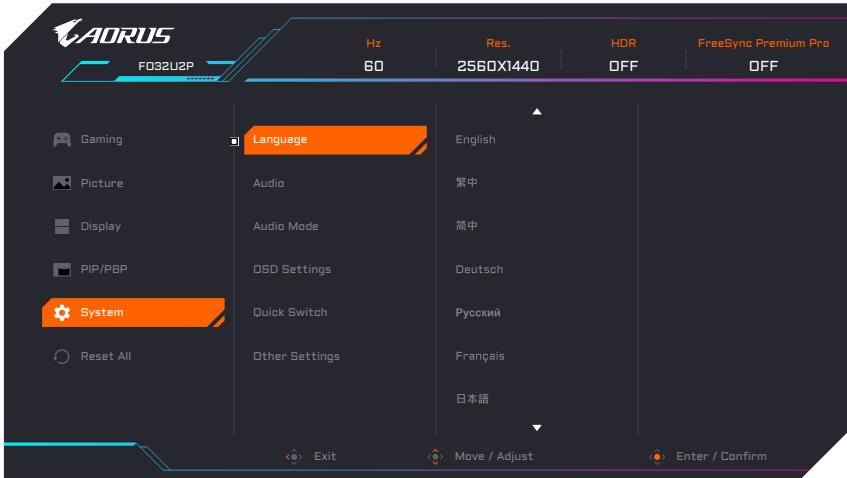 AORUS
FO32U2P
Hz Res. HDR FreeSync Premium Pro
60 2560X1440 OFF OFF
Gaming Language English
Picture Audio 繁中
Display Audio Mode 简中
PIP/PBP OSD Settings Deutsch
System Quick Switch Русский
Reset All Other Settings Français
日本語
Exit Move / Adjust Enter / Confirm